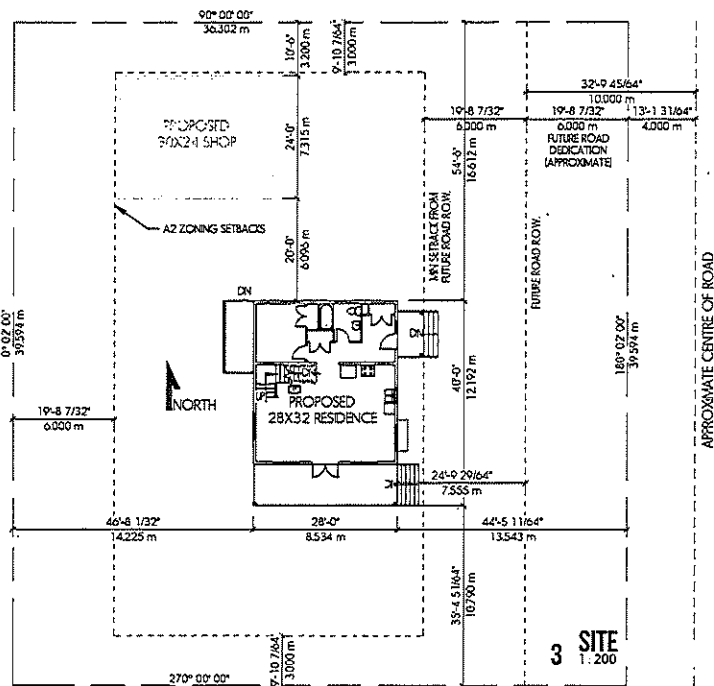 90° 00' 00"
36.302 m
10'-6"
3.200 m
9'-10 7/64"
3.000 m
32'-9 45/64"
10.000 m
19'-8 7/32"
6.000 m
19'-8 7/32"
6.000 m
13'-1 31/64"
4.000 m
FUTURE ROAD
DEDICATION
(APPROXIMATE)
PROPOSED
30X24 SHOP
24'-0"
7.315 m
54'-6"
16.612 m
A2 ZONING SETBACKS
20'-0"
6.096 m
MIN SETBACK FROM
FUTURE ROAD R.O.W.
FUTURE ROAD R.O.W.
APPROXIMATE CENTRE OF ROAD
DN
DN
0° 02' 00"
39.594 m
180° 02' 00"
39.594 m
40'-0"
12.192 m
NORTH
UP
PROPOSED
28X32 RESIDENCE
19'-8 7/32"
6.000 m
24'-9 29/64"
7.555 m
46'-8 1/32"
14.225 m
28'-0"
8.534 m
44'-5 11/64"
13.543 m
35'-4 51/64"
10.790 m
9'-10 7/64"
3.000 m
270° 00' 00"
3 SITE
1:200